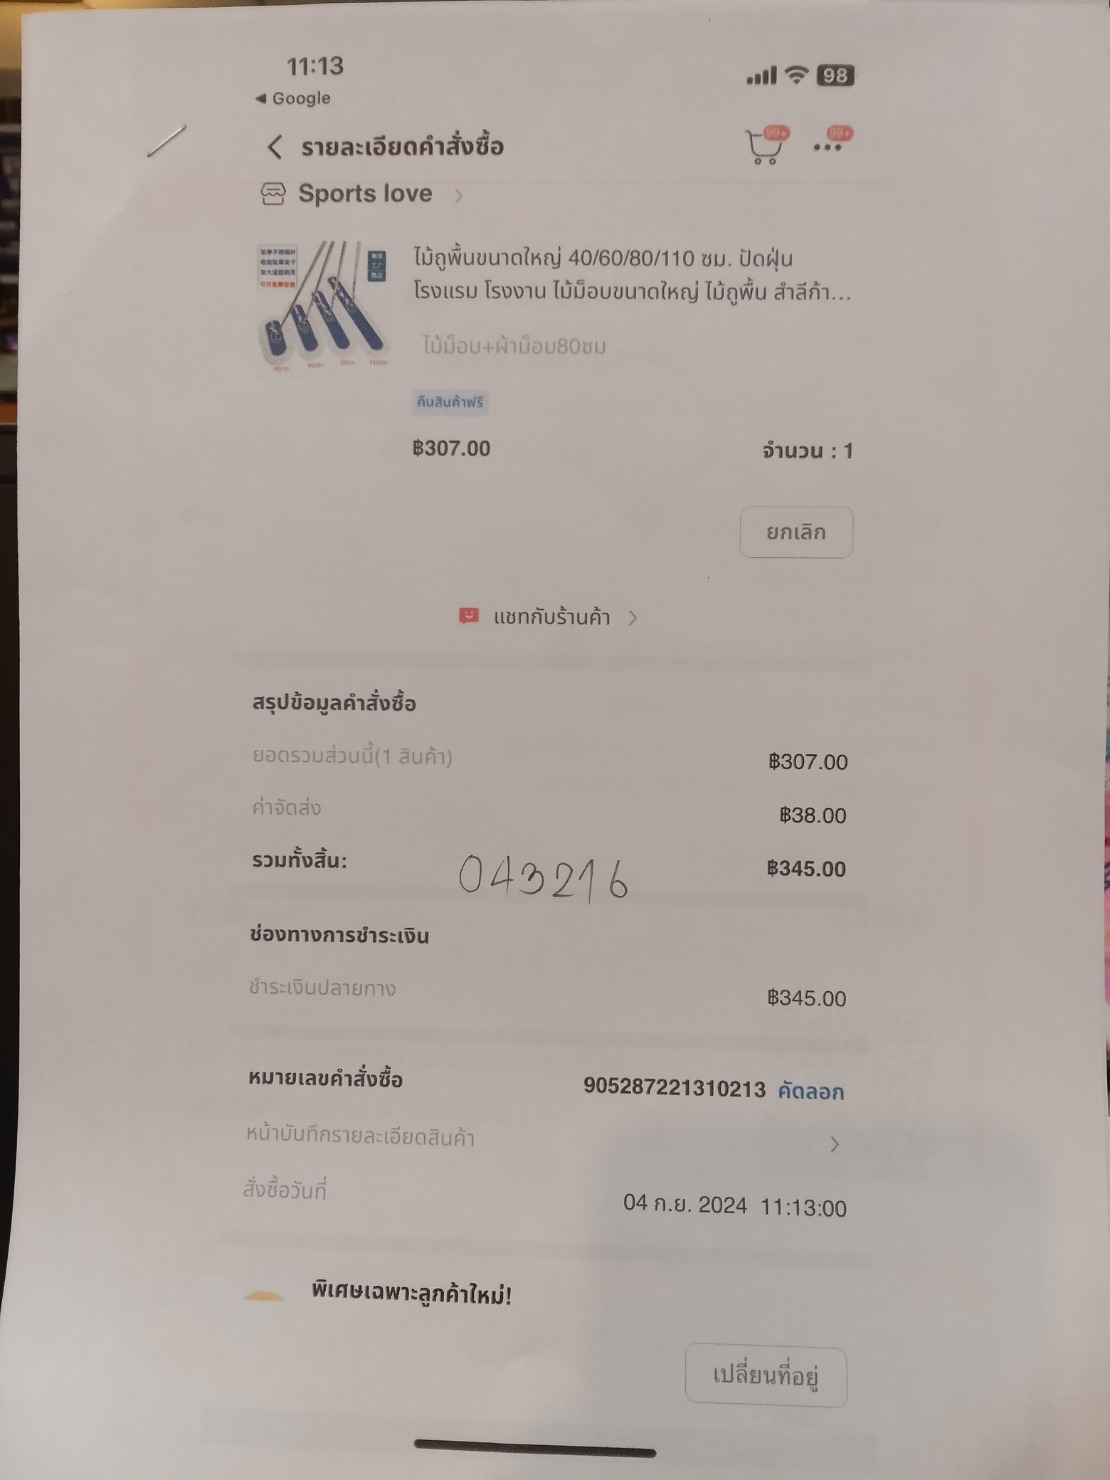 11:13
98
◀ Google
รายละเอียดคำสั่งซื้อ
99+
99+
Sports love
ไม้ถูพื้นขนาดใหญ่ 40/60/80/110 ซม. ปัดฝุ่น
โรงแรม โรงงาน ไม้ม็อบขนาดใหญ่ ไม้ถูพื้น สำลีก้า...
ไม้ม็อบ+ผ้าม็อบ80ซม
คืนสินค้าฟรี
฿307.00 จำนวน : 1
ยกเลิก
แชทกับร้านค้า
สรุปข้อมูลคำสั่งซื้อ
ยอดรวมส่วนนี้(1 สินค้า) ฿307.00
ค่าจัดส่ง ฿38.00
รวมทั้งสิ้น: 043216 ฿345.00
ช่องทางการชำระเงิน
ชำระเงินปลายทาง ฿345.00
หมายเลขคำสั่งซื้อ 905287221310213 คัดลอก
หน้าบันทึกรายละเอียดสินค้า
สั่งซื้อวันที่ 04 ก.ย. 2024 11:13:00
พิเศษเฉพาะลูกค้าใหม่!
เปลี่ยนที่อยู่